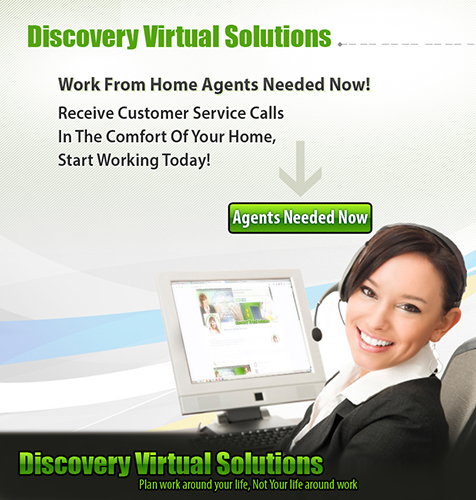 Discovery Virtual Solutions
Work From Home Agents Needed Now!
Receive Customer Service Calls
In The Comfort Of Your Home,
Start Working Today!
Agents Needed Now
Discovery Virtual Solutions
Plan work around your life, Not Your life around work